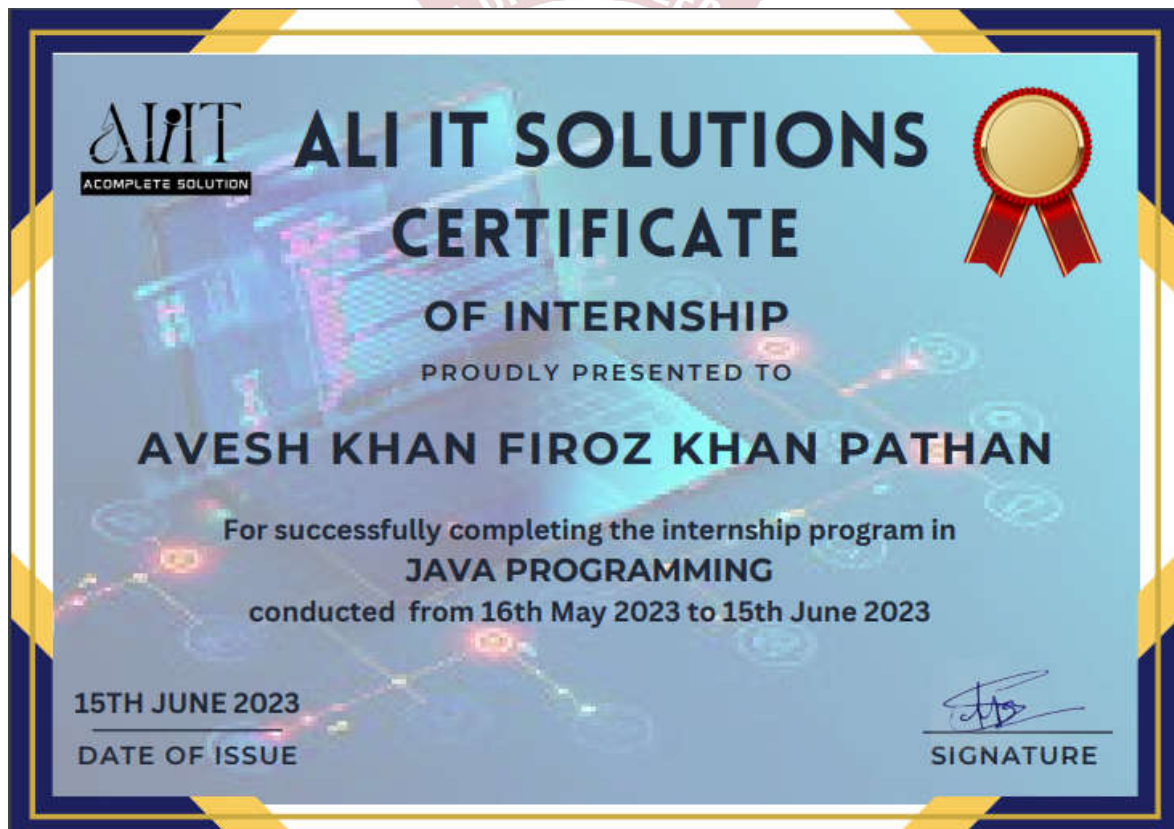 ALIIT
ACOMPLETE SOLUTION
ALI IT SOLUTIONS
CERTIFICATE
OF INTERNSHIP
PROUDLY PRESENTED TO
AVESH KHAN FIROZ KHAN PATHAN
For successfully completing the internship program in
JAVA PROGRAMMING
conducted from 16th May 2023 to 15th June 2023
15TH JUNE 2023
DATE OF ISSUE
SIGNATURE